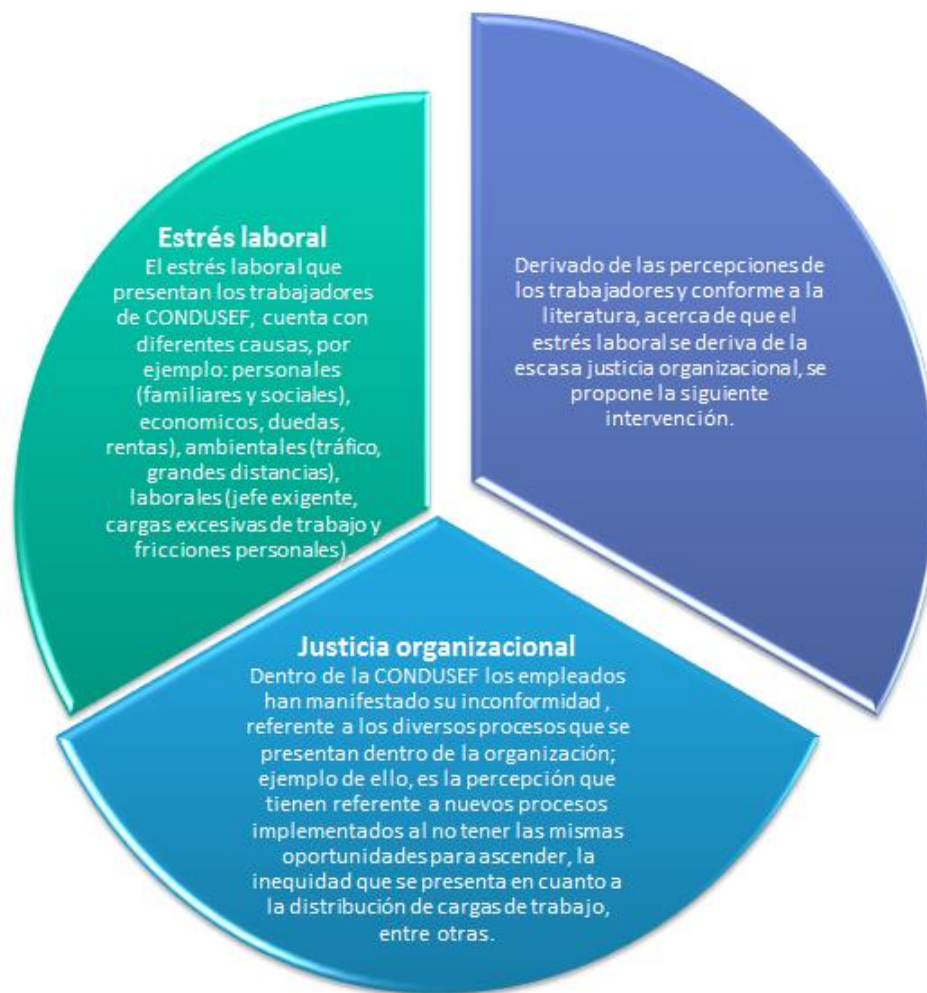 Estrés laboral
El estrés laboral que
presentan los trabajadores
de CONDUSEF, cuenta con
diferentes causas, por
ejemplo: personales
(familiares y sociales),
economicos, duedas,
rentas), ambientales (tráfico,
grandes distancias),
laborales (jefe exigente,
cargas excesivas de trabajo y
fricciones personales)
Derivado de las percepciones de
los trabajadores y conforme a la
literatura, acerca de que el
estrés laboral se deriva de la
escasa justicia organizacional, se
propone la siguiente
intervención.
Justicia organizacional
Dentro de la CONDUSEF los empleados
han manifestado su inconformidad ,
referente a los diversos procesos que se
presentan dentro de la organización;
ejemplo de ello, es la percepción que
tienen referente a nuevos procesos
implementados al no tener las mismas
oportunidades para ascender, la
inequidad que se presenta en cuanto a
la distribución de cargas de trabajo,
entre otras.